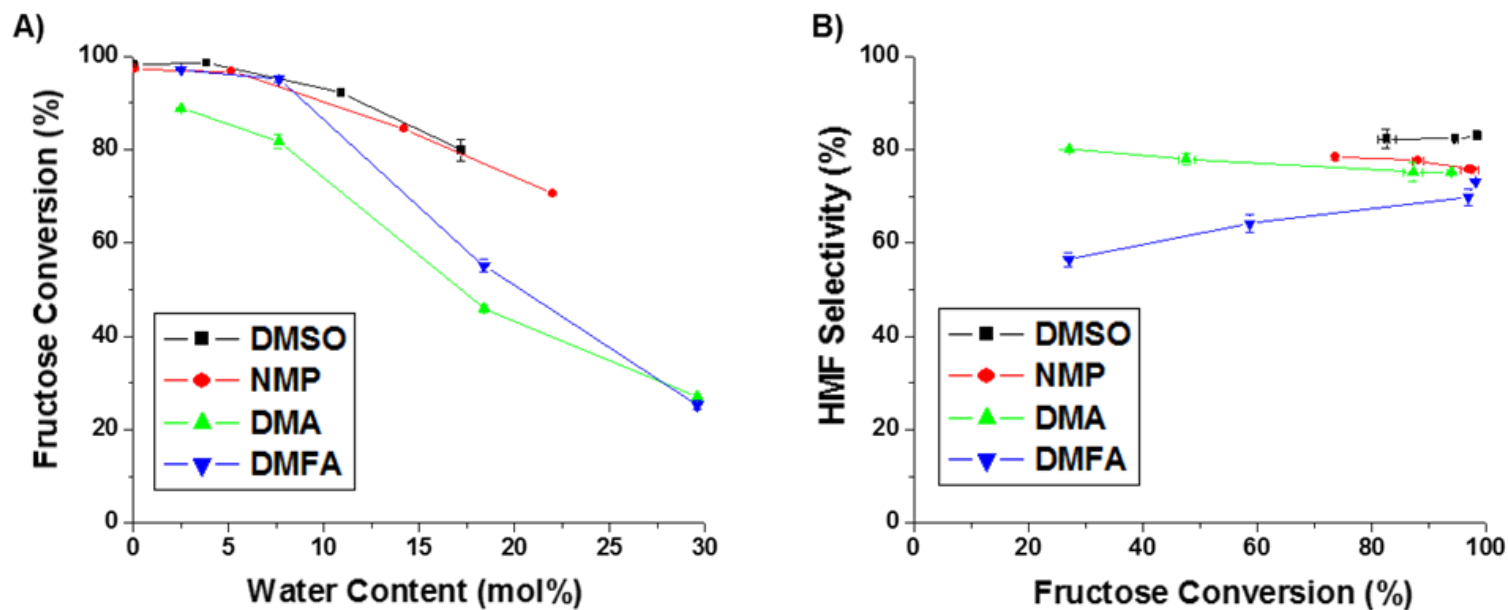 A)
Fructose Conversion (%)
100
80
60
40
20
0
DMSO
NMP
DMA
DMFA
0 5 10 15 20 25 30
Water Content (mol%)
B)
HMF Selectivity (%)
100
80
60
40
20
0
DMSO
NMP
DMA
DMFA
0 20 40 60 80 100
Fructose Conversion (%)